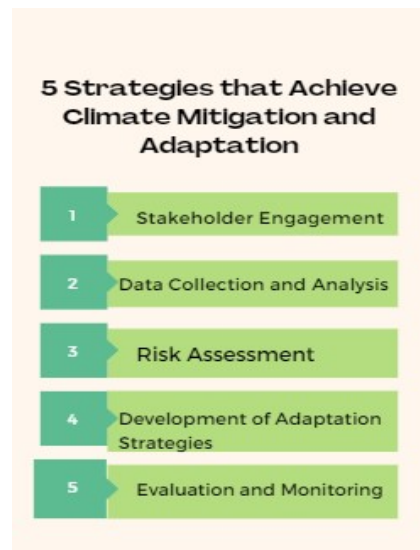 5 Strategies that Achieve
Climate Mitigation and
Adaptation
1 Stakeholder Engagement
2 Data Collection and Analysis
3 Risk Assessment
4 Development of Adaptation
Strategies
5 Evaluation and Monitoring